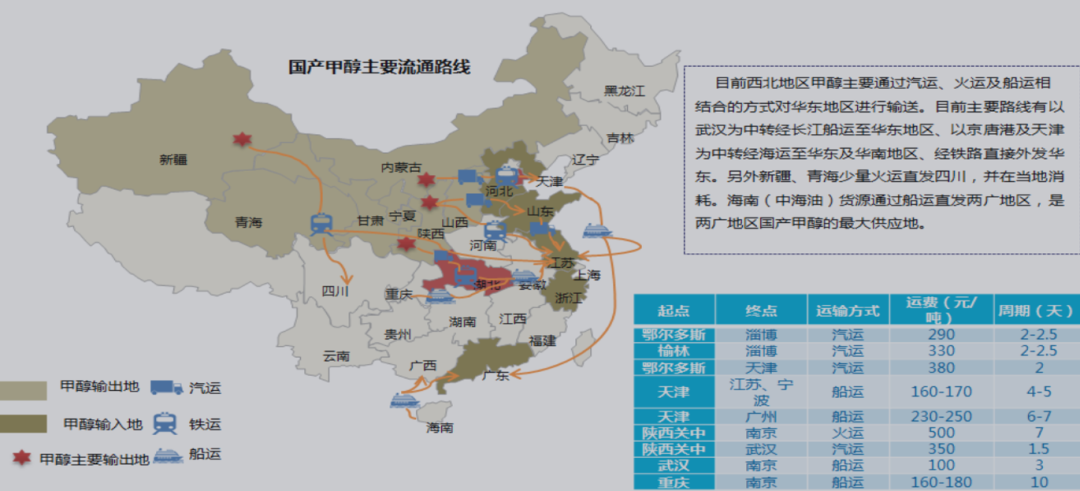 国产甲醇主要流通路线
黑龙江
吉林
辽宁
新疆
内蒙古
天津
河北
青海
甘肃
宁夏
山西
山东
陕西
河南
江苏
上海
四川
重庆
湖北
安徽
浙江
贵州
湖南
江西
福建
云南
广西
广东
海南
甲醇输出地
汽运
甲醇输入地
铁运
甲醇主要输出地
船运
目前西北地区甲醇主要通过汽运、火运及船运相
结合的方式对华东地区进行输送。目前主要路线有以
武汉为中转经长江船运至华东地区、以京唐港及天津
为中转经海运至华东及华南地区、经铁路直接外发华
东。另外新疆、青海少量火运直发四川，并在当地消
耗。海南（中海油）货源通过船运直发两广地区，是
两广地区国产甲醇的最大供应地。
起点 终点 运输方式 运费（元/吨） 周期（天）
鄂尔多斯 淄博 汽运 290 2-2.5
榆林 淄博 汽运 330 2-2.5
鄂尔多斯 天津 汽运 380 2
天津 江苏、宁波 船运 160-170 4-5
天津 广州 船运 230-250 6-7
陕西关中 南京 火运 500 7
陕西关中 武汉 汽运 350 1.5
武汉 南京 船运 100 3
重庆 南京 船运 160-180 10